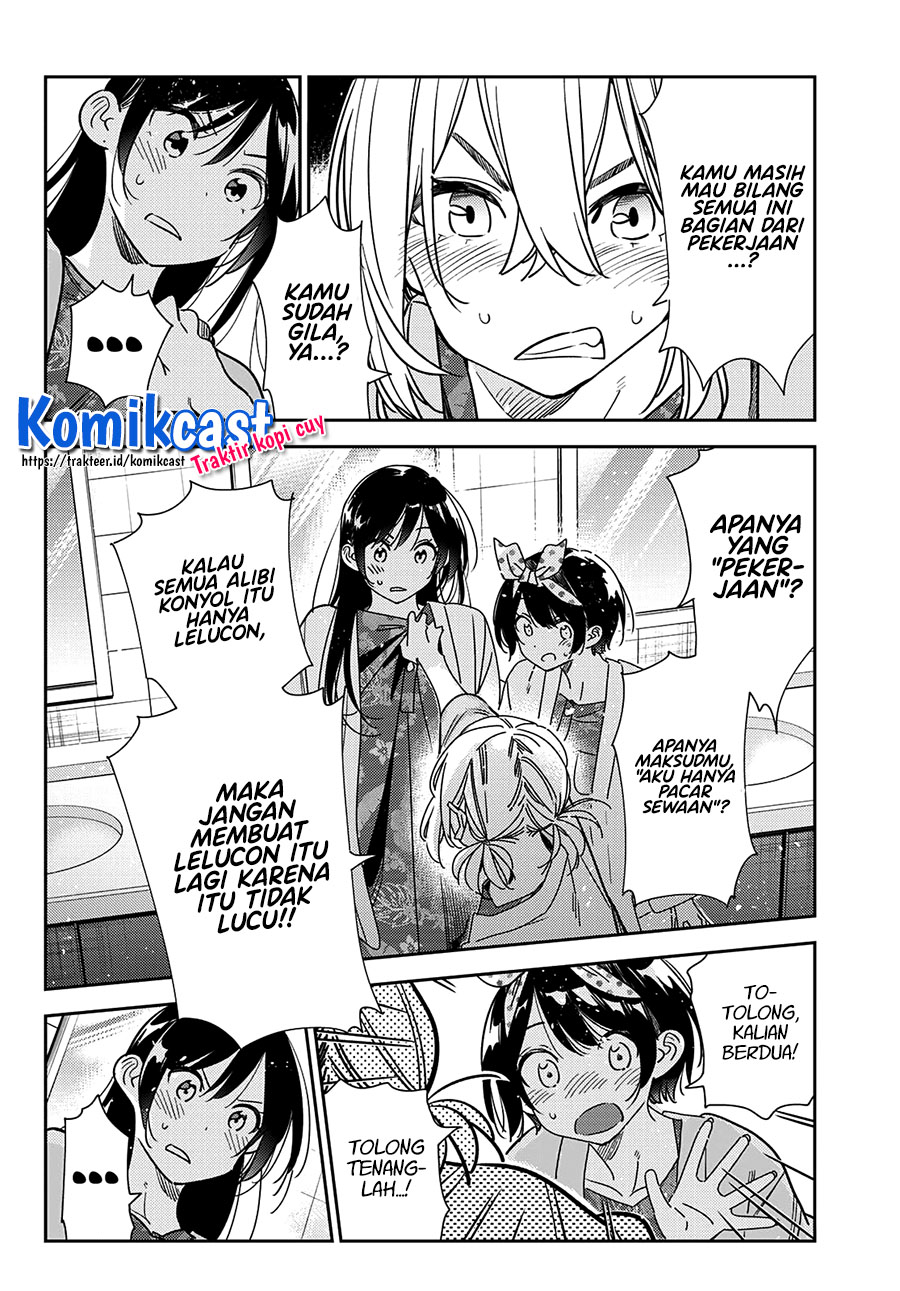 KAMU MASIH
MAU BILANG
SEMUA INI
BAGIAN DARI
PEKERJAAN
...?
KAMU
SUDAH
GILA,
YA...?
...
Komikcast
https://trakteer.id/komikcast
Traktir kopi cuy
APANYA
YANG
"PEKER-
JAAN"?
APANYA
MAKSUDMU,
"AKU HANYA
PACAR
SEWAAN"?
KALAU
SEMUA ALIBI
KONYOL ITU
HANYA
LELUCON,
MAKA
JANGAN
MEMBUAT
LELUCON ITU
LAGI KARENA
ITU TIDAK
LUCU!!
TO-
TOLONG,
KALIAN
BERDUA!
TOLONG
TENANG-
LAH...!
...